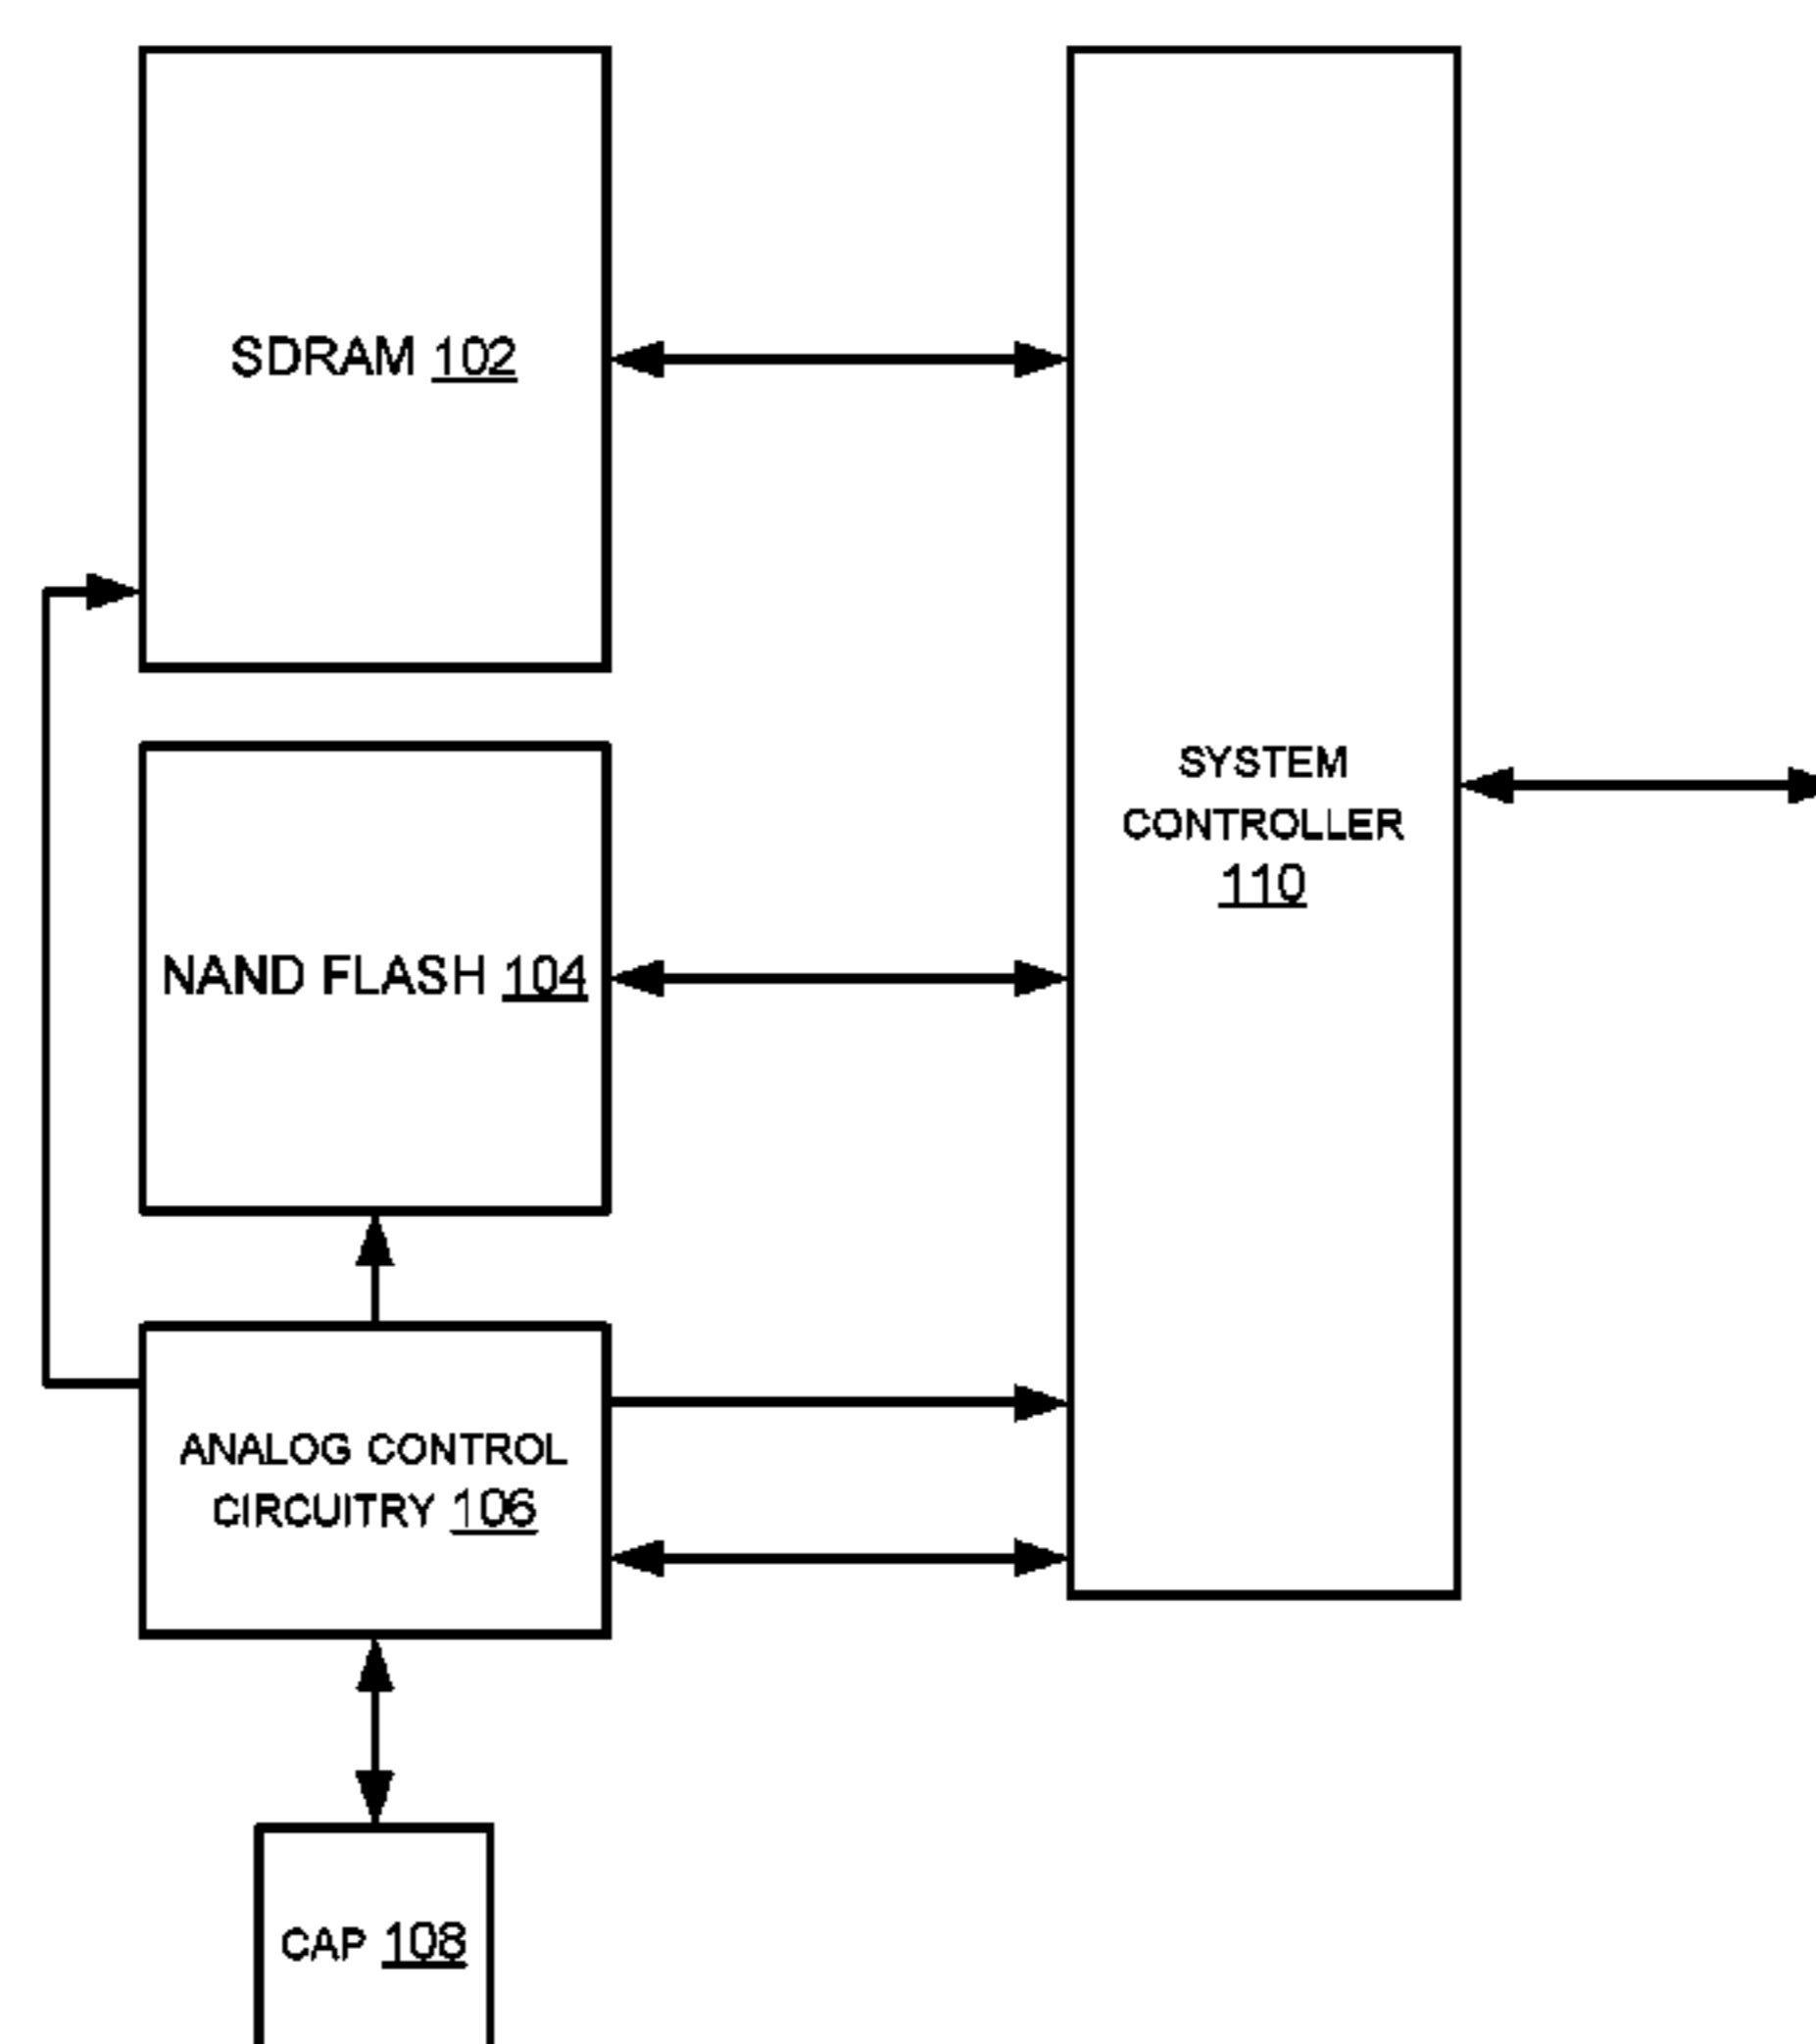 SDRAM 102
SYSTEM
CONTROLLER
110
NAND FLASH 104
ANALOG CONTROL
CIRCUITRY 106
CAP 108